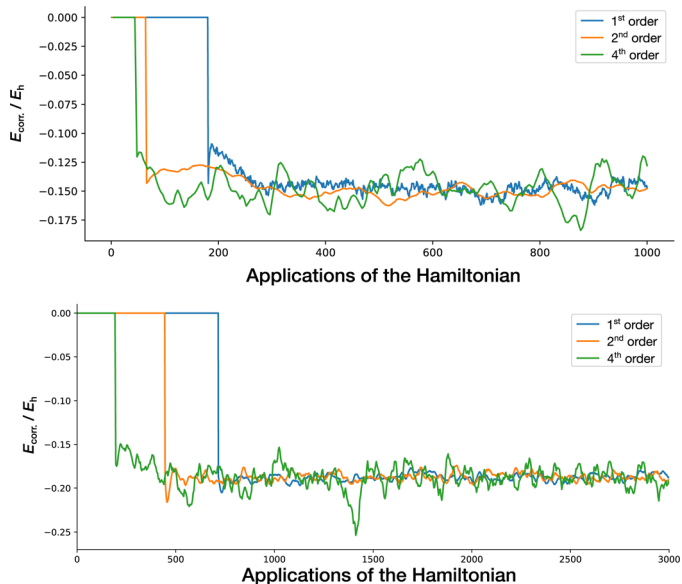 0.000
−0.025
−0.050
−0.075
−0.100
−0.125
−0.150
−0.175
E_corr. / E_h
1st order
2nd order
4th order
0
200
400
600
800
1000
Applications of the Hamiltonian
0.00
−0.05
−0.10
−0.15
−0.20
−0.25
E_corr. / E_h
1st order
2nd order
4th order
0
500
1000
1500
2000
2500
3000
Applications of the Hamiltonian